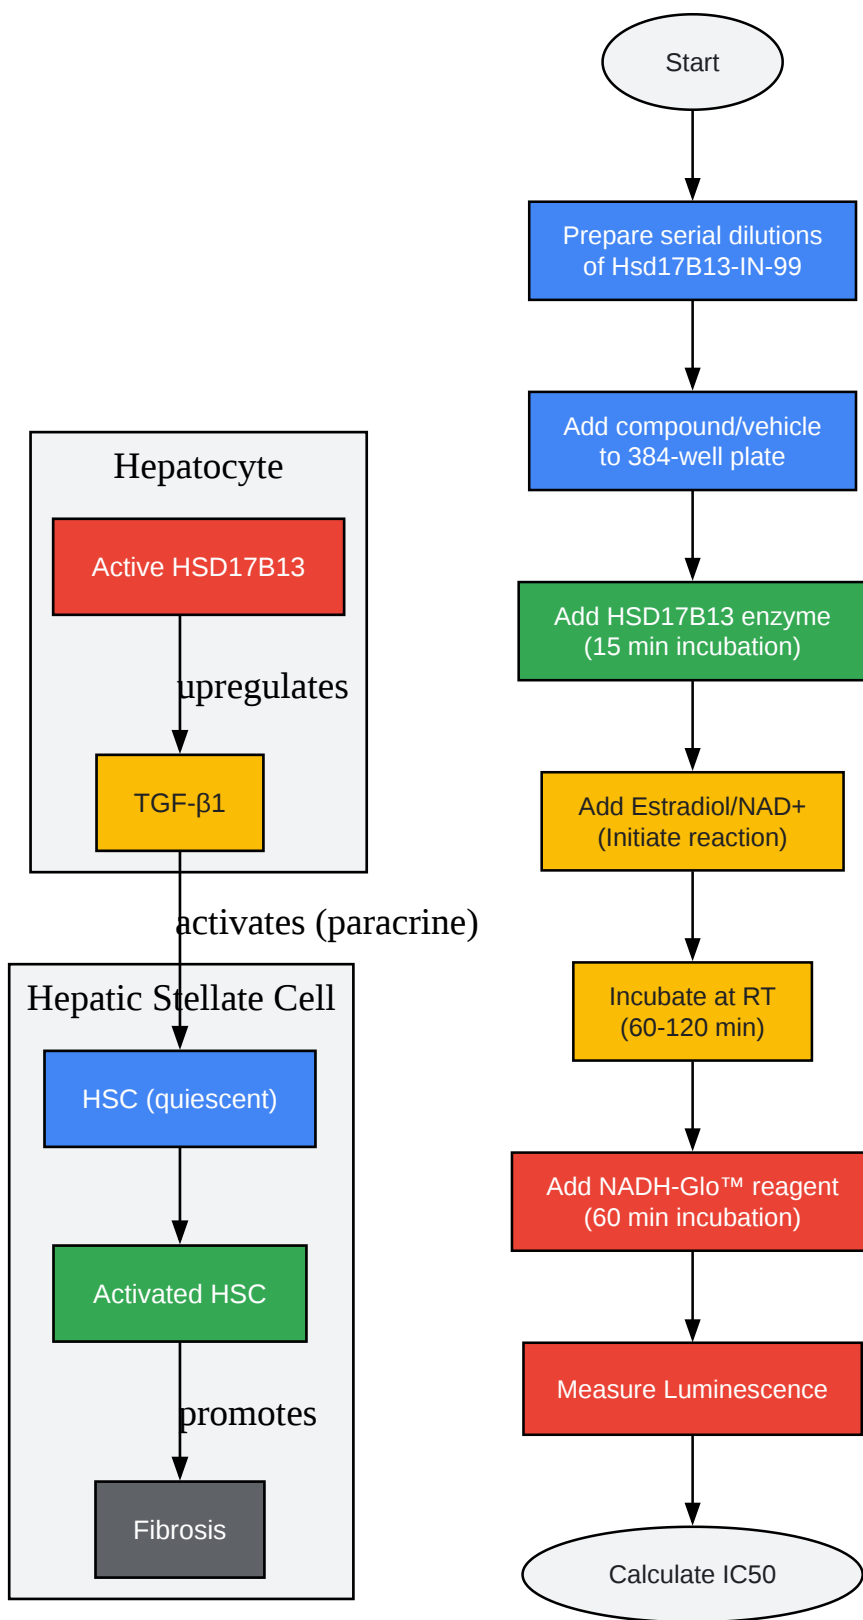 Hepatocyte
Active HSD17B13
upregulates
TGF-β1
activates (paracrine)
Hepatic Stellate Cell
HSC (quiescent)
Activated HSC
promotes
Fibrosis
Start
Prepare serial dilutions
of Hsd17B13-IN-99
Add compound/vehicle
to 384-well plate
Add HSD17B13 enzyme
(15 min incubation)
Add Estradiol/NAD+
(Initiate reaction)
Incubate at RT
(60-120 min)
Add NADH-Glo™ reagent
(60 min incubation)
Measure Luminescence
Calculate IC50